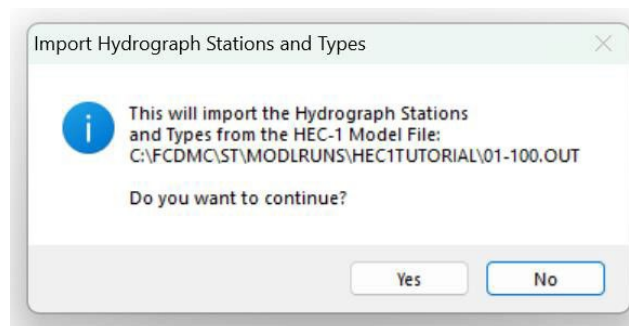 Import Hydrograph Stations and Types
This will import the Hydrograph Stations
and Types from the HEC-1 Model File:
C:\FCDMC\ST\MODLRUNS\HEC1TUTORIAL\01-100.OUT
Do you want to continue?
Yes
No